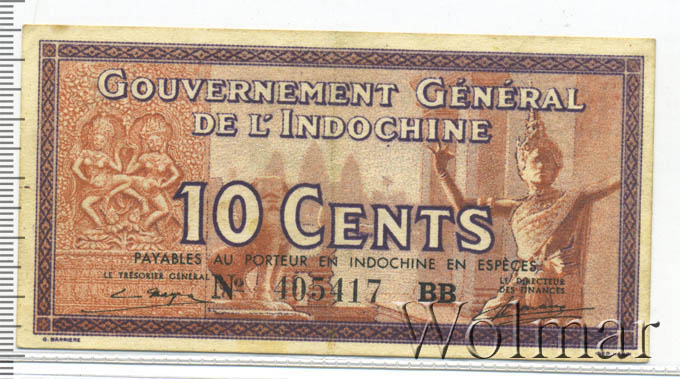 GOUVERNEMENT GÉNÉRAL
DE L'INDOCHINE
10 CENTS
PAYABLES AU PORTEUR EN INDOCHINE EN ESPÈCES
LE TRÉSORIER GÉNÉRAL
LE DIRECTEUR
DES FINANCES
No 405417 BB
G. BARRIÈRE
Wolmar